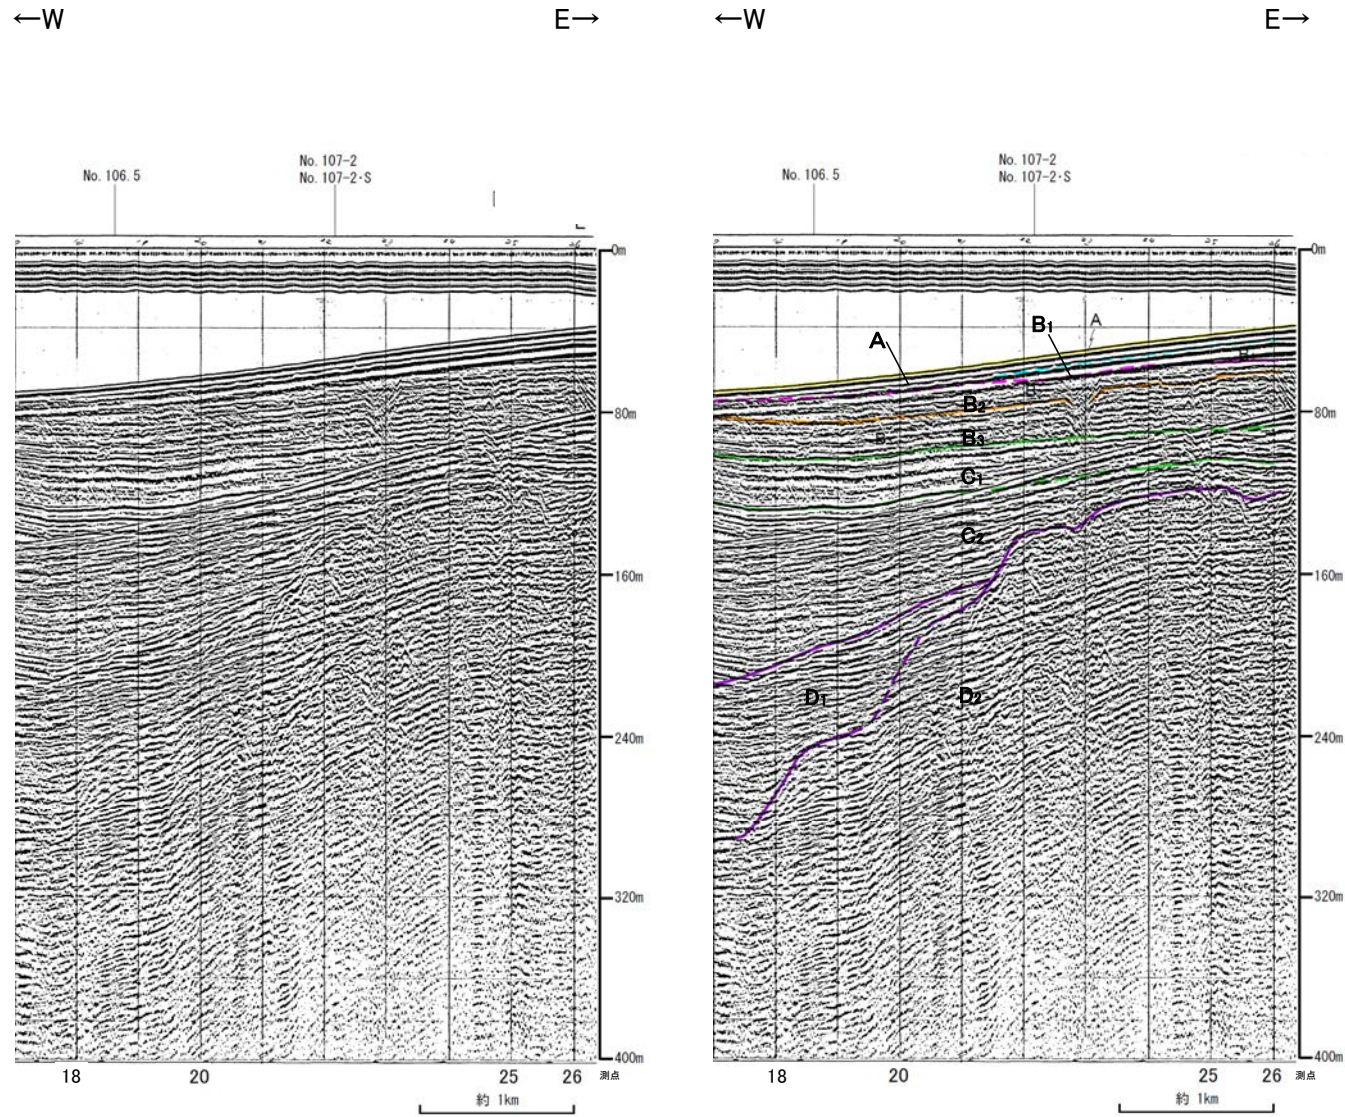 ←W E→ ←W E→
No. 107-2 No. 107-2
No. 106.5 No. 107-2・S No. 106.5 No. 107-2・S
0m 0m
A
B1
A
80m 80m
B2
B3
C1
C2
160m 160m
D1 D2
240m 240m
320m 320m
400m 400m
18 20 25 26 測点 18 20 25 26 測点
約 1km 約 1km